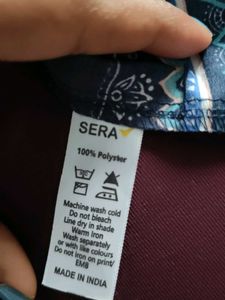 SERA
100% Polyster
Machine wash cold
Do not bleach
Line dry in shade
Warm Iron
Wash separately
or with like colours
Do not iron on print/
EMB
MADE IN INDIA